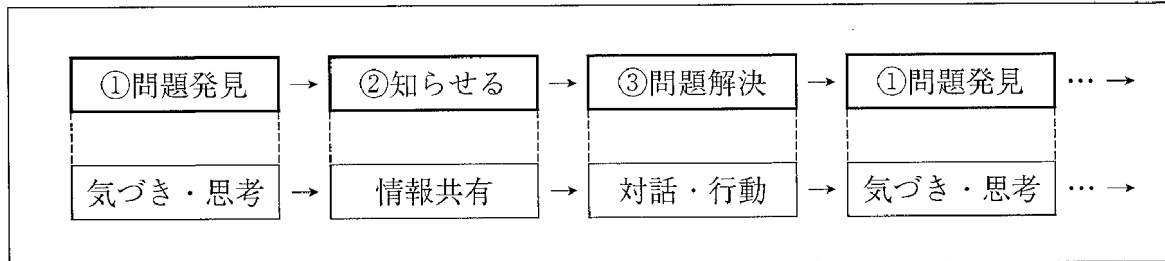 ①問題発見 → ②知らせる → ③問題解決 → ①問題発見 … →
気づき・思考 → 情報共有 → 対話・行動 → 気づき・思考 … →